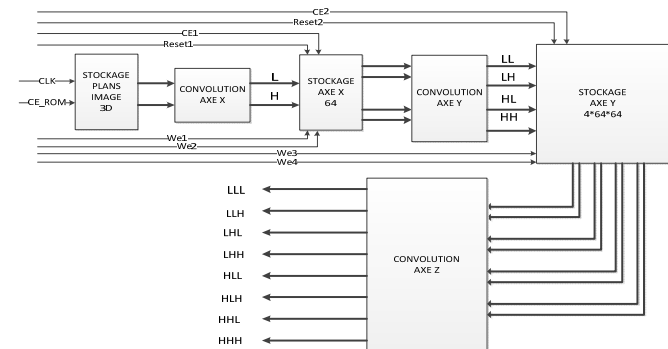 CE2
Reset2
CE1
Reset1
CLK
CE_ROM
STOCKAGE
PLANS
IMAGE
3D
CONVOLUTION
AXE X
L
H
STOCKAGE
AXE X
64
CONVOLUTION
AXE Y
LL
LH
HL
HH
STOCKAGE
AXE Y
4*64*64
We1
We2
We3
We4
LLL
LLH
LHL
LHH
HLL
HLH
HHL
HHH
CONVOLUTION
AXE Z